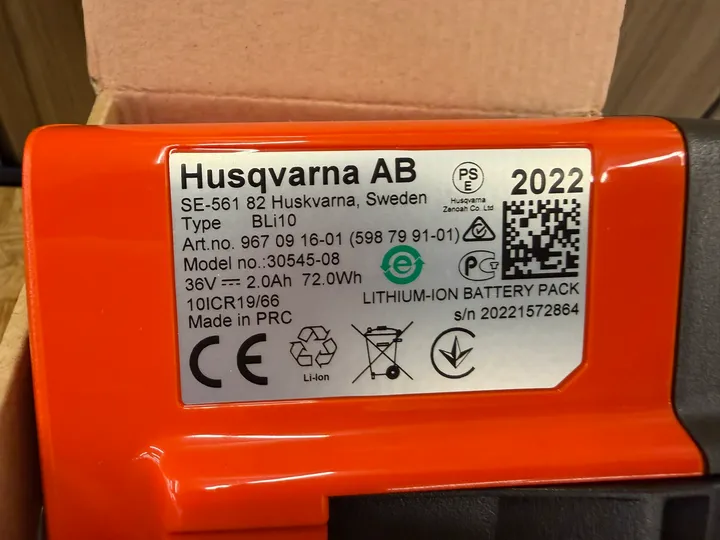 Husqvarna AB
SE-561 82 Huskvarna, Sweden
Type BLi10
Art.no. 967 09 16-01 (598 79 91-01)
Model no.:30545-08
36V ⎓ 2.0Ah 72.0Wh
10ICR19/66
Made in PRC
PS
E
Husqvarna
Zenoah Co. Ltd
2022
e
LITHIUM-ION BATTERY PACK
s/n 20221572864
CE
Li-ion